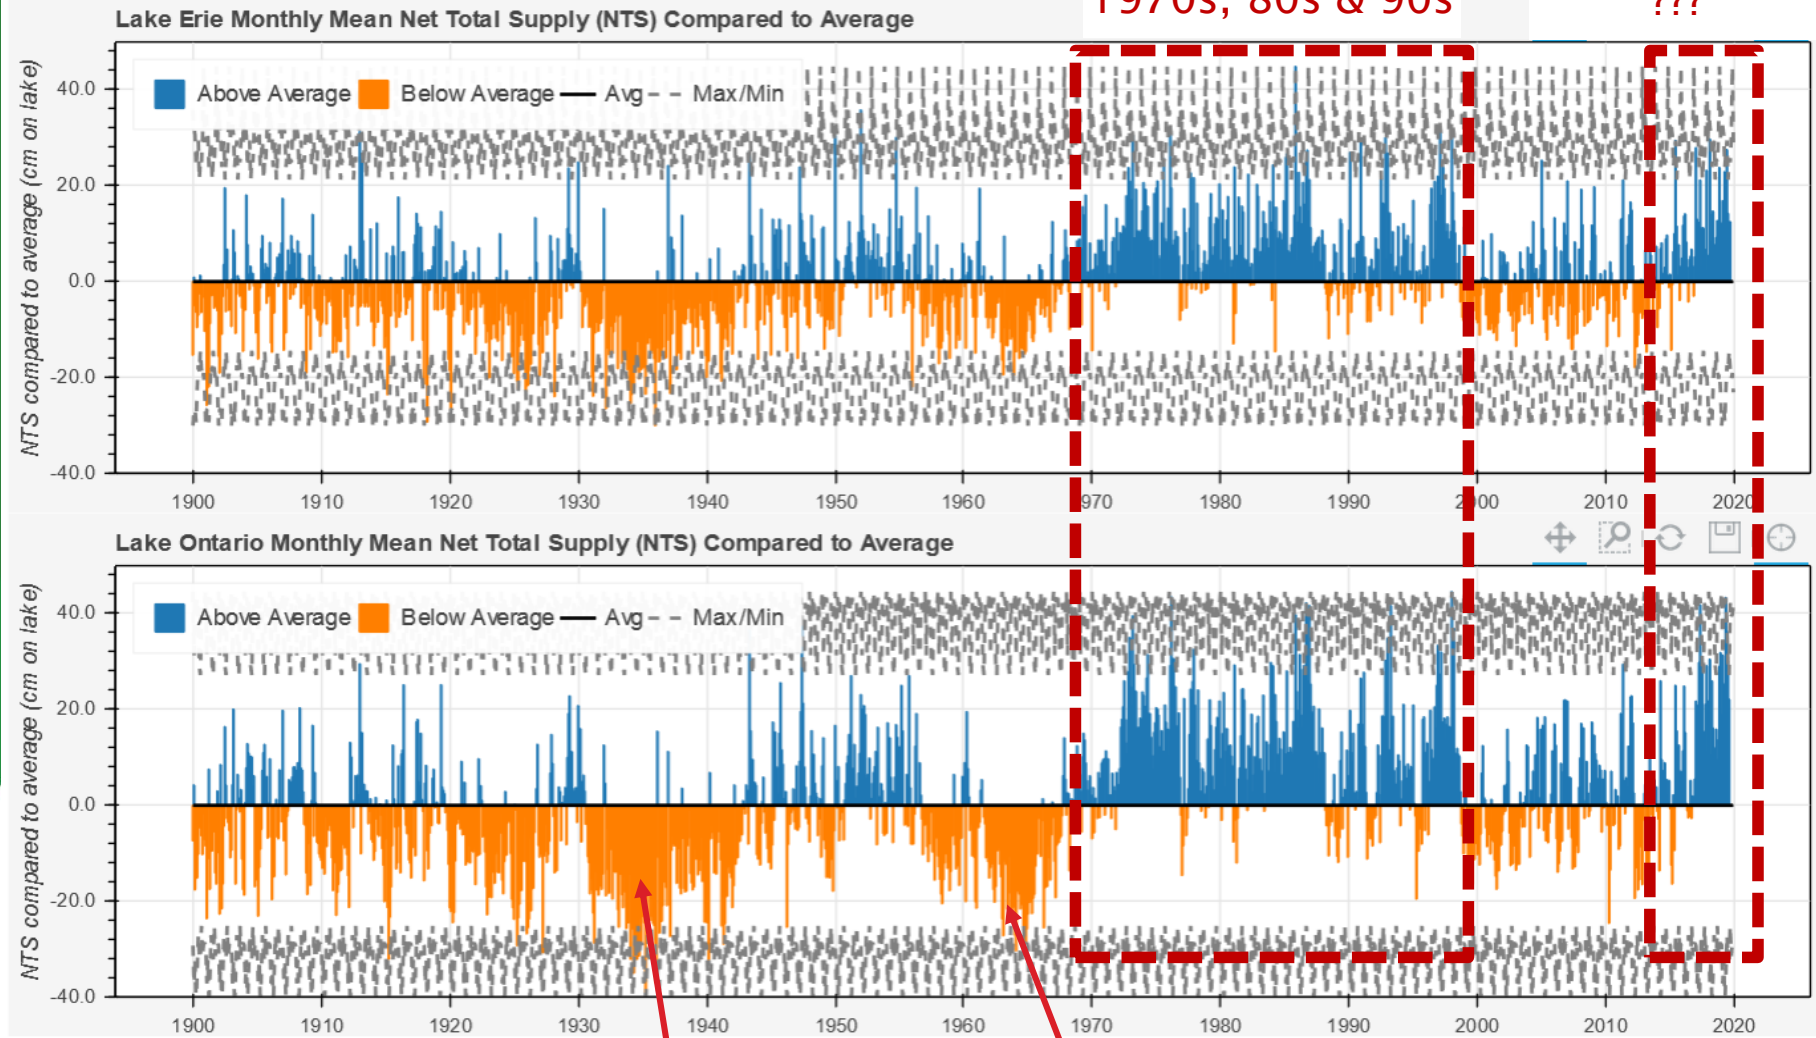 1970s, 80s & 90s
???
Lake Erie Monthly Mean Net Total Supply (NTS) Compared to Average
NTS compared to average (cm on lake)
Above Average Below Average Avg Max/Min
40.0
20.0
0.0
-20.0
-40.0
1900 1910 1920 1930 1940 1950 1960 970 1980 1990 2000 2010 2020
Lake Ontario Monthly Mean Net Total Supply (NTS) Compared to Average
NTS compared to average (cm on lake)
Above Average Below Average Avg Max/Min
40.0
20.0
0.0
-20.0
-40.0
1900 1910 1920 1930 1940 1950 1960 1970 1980 1990 2000 2010 2020